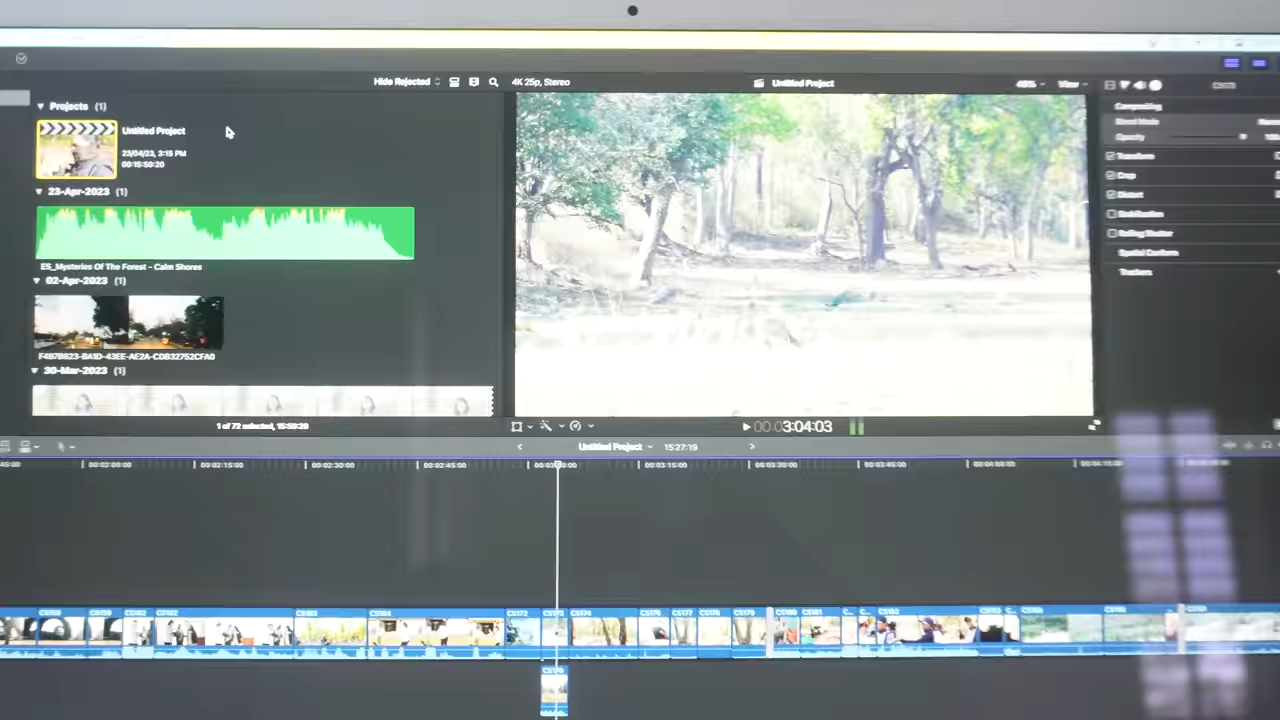 Hide Rejected
4K 25p, Stereo
Untitled Project
View
Projects (1)
Untitled Project
23/04/23, 3:15 PM
00:15:50:20
23-Apr-2023 (1)
ES_Mysteries Of The Forest - Calm Shores
02-Apr-2023 (1)
F497B623-BA1D-43EE-AE2A-CDB32752CFA0
30-Mar-2023 (1)
1 of 72 selected, 15:50:20
Compositing
Blend Mode
Opacity
Transform
Crop
Distort
Stabilization
Rolling Shutter
Spatial Conform
Trackers
3:04:03
Untitled Project
15:27:19
00:02:00:00
00:02:15:00
00:02:30:00
00:02:45:00
00:03:15:00
00:03:30:00
00:03:45:00
00:04:00:00